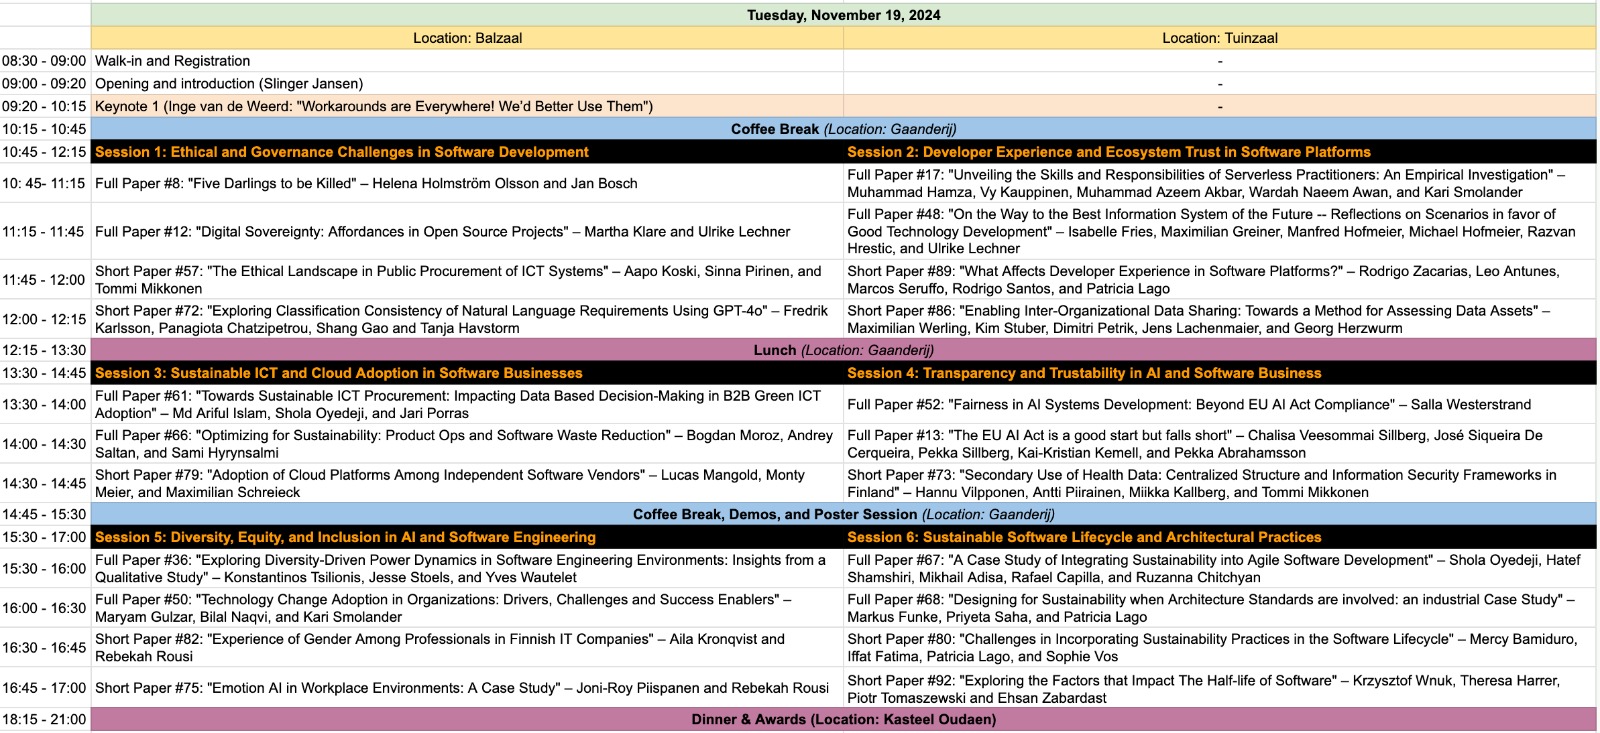 Tuesday, November 19, 2024
Location: Balzaal
Location: Tuinzaal
08:30 - 09:00 Walk-in and Registration -
09:00 - 09:20 Opening and introduction (Slinger Jansen) -
09:20 - 10:15 Keynote 1 (Inge van de Weerd: "Workarounds are Everywhere! We'd Better Use Them") -
10:15 - 10:45 Coffee Break (Location: Gaanderij)
10:45 - 12:15 Session 1: Ethical and Governance Challenges in Software Development
Session 2: Developer Experience and Ecosystem Trust in Software Platforms
10: 45- 11:15 Full Paper #8: "Five Darlings to be Killed" – Helena Holmström Olsson and Jan Bosch
Full Paper #17: "Unveiling the Skills and Responsibilities of Serverless Practitioners: An Empirical Investigation" –
Muhammad Hamza, Vy Kauppinen, Muhammad Azeem Akbar, Wardah Naeem Awan, and Kari Smolander
11:15 - 11:45 Full Paper #12: "Digital Sovereignty: Affordances in Open Source Projects" – Martha Klare and Ulrike Lechner
Full Paper #48: "On the Way to the Best Information System of the Future -- Reflections on Scenarios in favor of
Good Technology Development" – Isabelle Fries, Maximilian Greiner, Manfred Hofmeier, Michael Hofmeier, Razvan
Hrestic, and Ulrike Lechner
11:45 - 12:00 Short Paper #57: "The Ethical Landscape in Public Procurement of ICT Systems" – Aapo Koski, Sinna Pirinen, and
Tommi Mikkonen
Short Paper #89: "What Affects Developer Experience in Software Platforms?" – Rodrigo Zacarias, Leo Antunes,
Marcos Seruffo, Rodrigo Santos, and Patricia Lago
12:00 - 12:15 Short Paper #72: "Exploring Classification Consistency of Natural Language Requirements Using GPT-4o" – Fredrik
Karlsson, Panagiota Chatzipetrou, Shang Gao and Tanja Havstorm
Short Paper #86: "Enabling Inter-Organizational Data Sharing: Towards a Method for Assessing Data Assets" –
Maximilian Werling, Kim Stuber, Dimitri Petrik, Jens Lachenmaier, and Georg Herzwurm
12:15 - 13:30 Lunch (Location: Gaanderij)
13:30 - 14:45 Session 3: Sustainable ICT and Cloud Adoption in Software Businesses
Session 4: Transparency and Trustability in AI and Software Business
13:30 - 14:00 Full Paper #61: "Towards Sustainable ICT Procurement: Impacting Data Based Decision-Making in B2B Green ICT
Adoption" – Md Ariful Islam, Shola Oyedeji, and Jari Porras
Full Paper #52: "Fairness in AI Systems Development: Beyond EU AI Act Compliance" – Salla Westerstrand
14:00 - 14:30 Full Paper #66: "Optimizing for Sustainability: Product Ops and Software Waste Reduction" – Bogdan Moroz, Andrey
Saltan, and Sami Hyrynsalmi
Full Paper #13: "The EU AI Act is a good start but falls short" – Chalisa Veesommai Sillberg, José Siqueira De
Cerqueira, Pekka Sillberg, Kai-Kristian Kemell, and Pekka Abrahamsson
14:30 - 14:45 Short Paper #79: "Adoption of Cloud Platforms Among Independent Software Vendors" – Lucas Mangold, Monty
Meier, and Maximilian Schreieck
Short Paper #73: "Secondary Use of Health Data: Centralized Structure and Information Security Frameworks in
Finland" – Hannu Vilpponen, Antti Piirainen, Miikka Kallberg, and Tommi Mikkonen
14:45 - 15:30 Coffee Break, Demos, and Poster Session (Location: Gaanderij)
15:30 - 17:00 Session 5: Diversity, Equity, and Inclusion in AI and Software Engineering
Session 6: Sustainable Software Lifecycle and Architectural Practices
15:30 - 16:00 Full Paper #36: "Exploring Diversity-Driven Power Dynamics in Software Engineering Environments: Insights from a
Qualitative Study" – Konstantinos Tsilionis, Jesse Stoels, and Yves Wautelet
Full Paper #67: "A Case Study of Integrating Sustainability into Agile Software Development" – Shola Oyedeji, Hatef
Shamshiri, Mikhail Adisa, Rafael Capilla, and Ruzanna Chitchyan
16:00 - 16:30 Full Paper #50: "Technology Change Adoption in Organizations: Drivers, Challenges and Success Enablers" –
Maryam Gulzar, Bilal Naqvi, and Kari Smolander
Full Paper #68: "Designing for Sustainability when Architecture Standards are involved: an industrial Case Study" –
Markus Funke, Priyeta Saha, and Patricia Lago
16:30 - 16:45 Short Paper #82: "Experience of Gender Among Professionals in Finnish IT Companies" – Aila Kronqvist and
Rebekah Rousi
Short Paper #80: "Challenges in Incorporating Sustainability Practices in the Software Lifecycle" – Mercy Bamiduro,
Iffat Fatima, Patricia Lago, and Sophie Vos
16:45 - 17:00 Short Paper #75: "Emotion AI in Workplace Environments: A Case Study" – Joni-Roy Piispanen and Rebekah Rousi
Short Paper #92: "Exploring the Factors that Impact The Half-life of Software" – Krzysztof Wnuk, Theresa Harrer,
Piotr Tomaszewski and Ehsan Zabardast
18:15 - 21:00 Dinner & Awards (Location: Kasteel Oudaen)